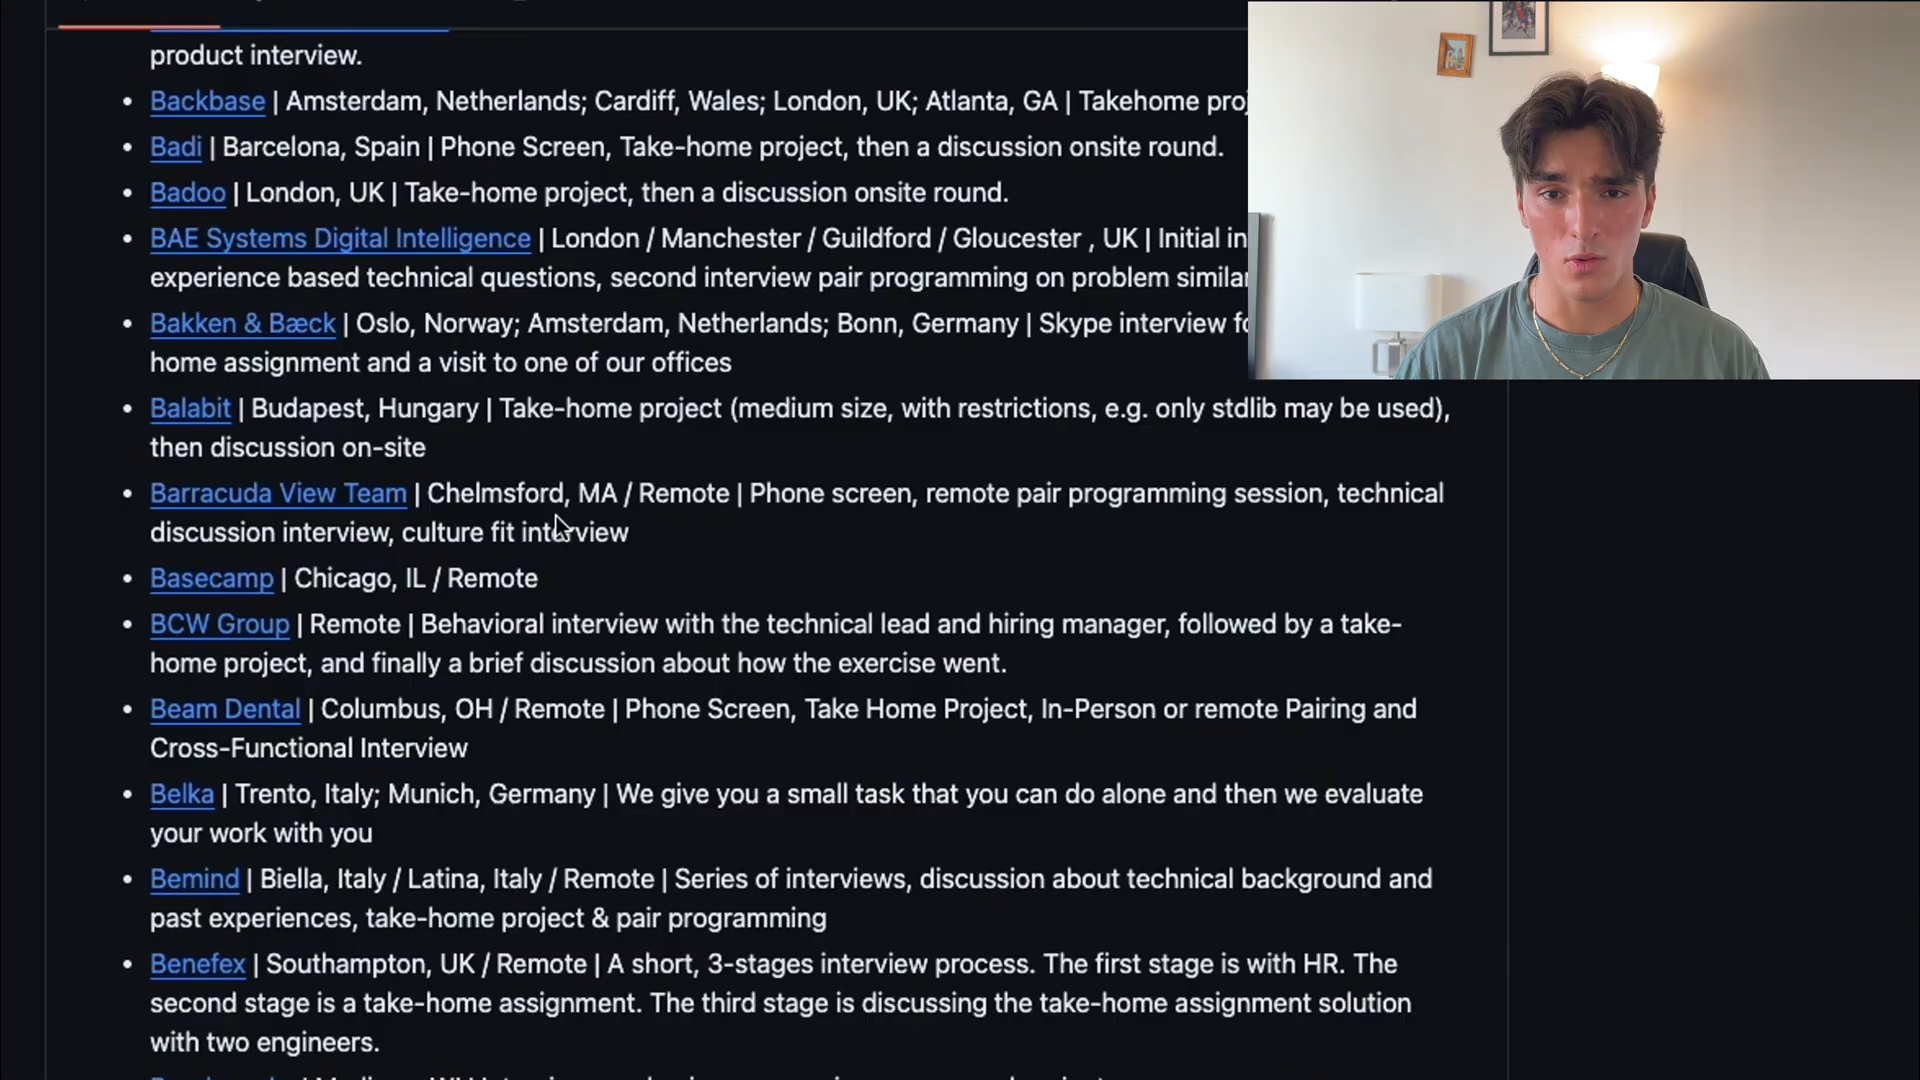 product interview.
• Backbase | Amsterdam, Netherlands; Cardiff, Wales; London, UK; Atlanta, GA | Takehome
• Badi | Barcelona, Spain | Phone Screen, Take-home project, then a discussion onsite round.
• Badoo | London, UK | Take-home project, then a discussion onsite round.
• BAE Systems Digital Intelligence | London / Manchester / Guildford / Gloucester , UK | Initial
experience based technical questions, second interview pair programming on problem
• Bakken & Bæck | Oslo, Norway; Amsterdam, Netherlands; Bonn, Germany | Skype interview
home assignment and a visit to one of our offices
• Balabit | Budapest, Hungary | Take-home project (medium size, with restrictions, e.g. only stdlib may be used),
then discussion on-site
• Barracuda View Team | Chelmsford, MA / Remote | Phone screen, remote pair programming session, technical
discussion interview, culture fit interview
• Basecamp | Chicago, IL / Remote
• BCW Group | Remote | Behavioral interview with the technical lead and hiring manager, followed by a take-
home project, and finally a brief discussion about how the exercise went.
• Beam Dental | Columbus, OH / Remote | Phone Screen, Take Home Project, In-Person or remote Pairing and
Cross-Functional Interview
• Belka | Trento, Italy; Munich, Germany | We give you a small task that you can do alone and then we evaluate
your work with you
• Bemind | Biella, Italy / Latina, Italy / Remote | Series of interviews, discussion about technical background and
past experiences, take-home project & pair programming
• Benefex | Southampton, UK / Remote | A short, 3-stages interview process. The first stage is with HR. The
second stage is a take-home assignment. The third stage is discussing the take-home assignment solution
with two engineers.